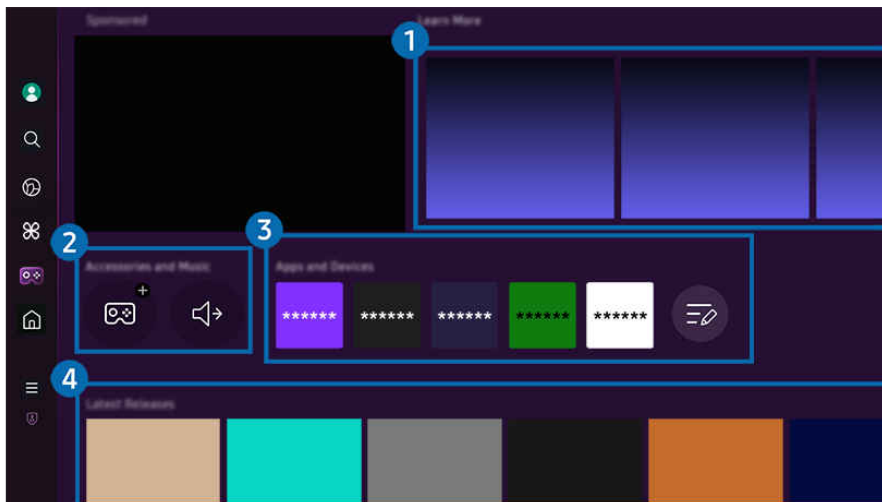 Sponsored
Learn More
1
2
3
Accessories and Music
Apps and Devices
****** ****** ****** ****** ******
4
Latest Releases